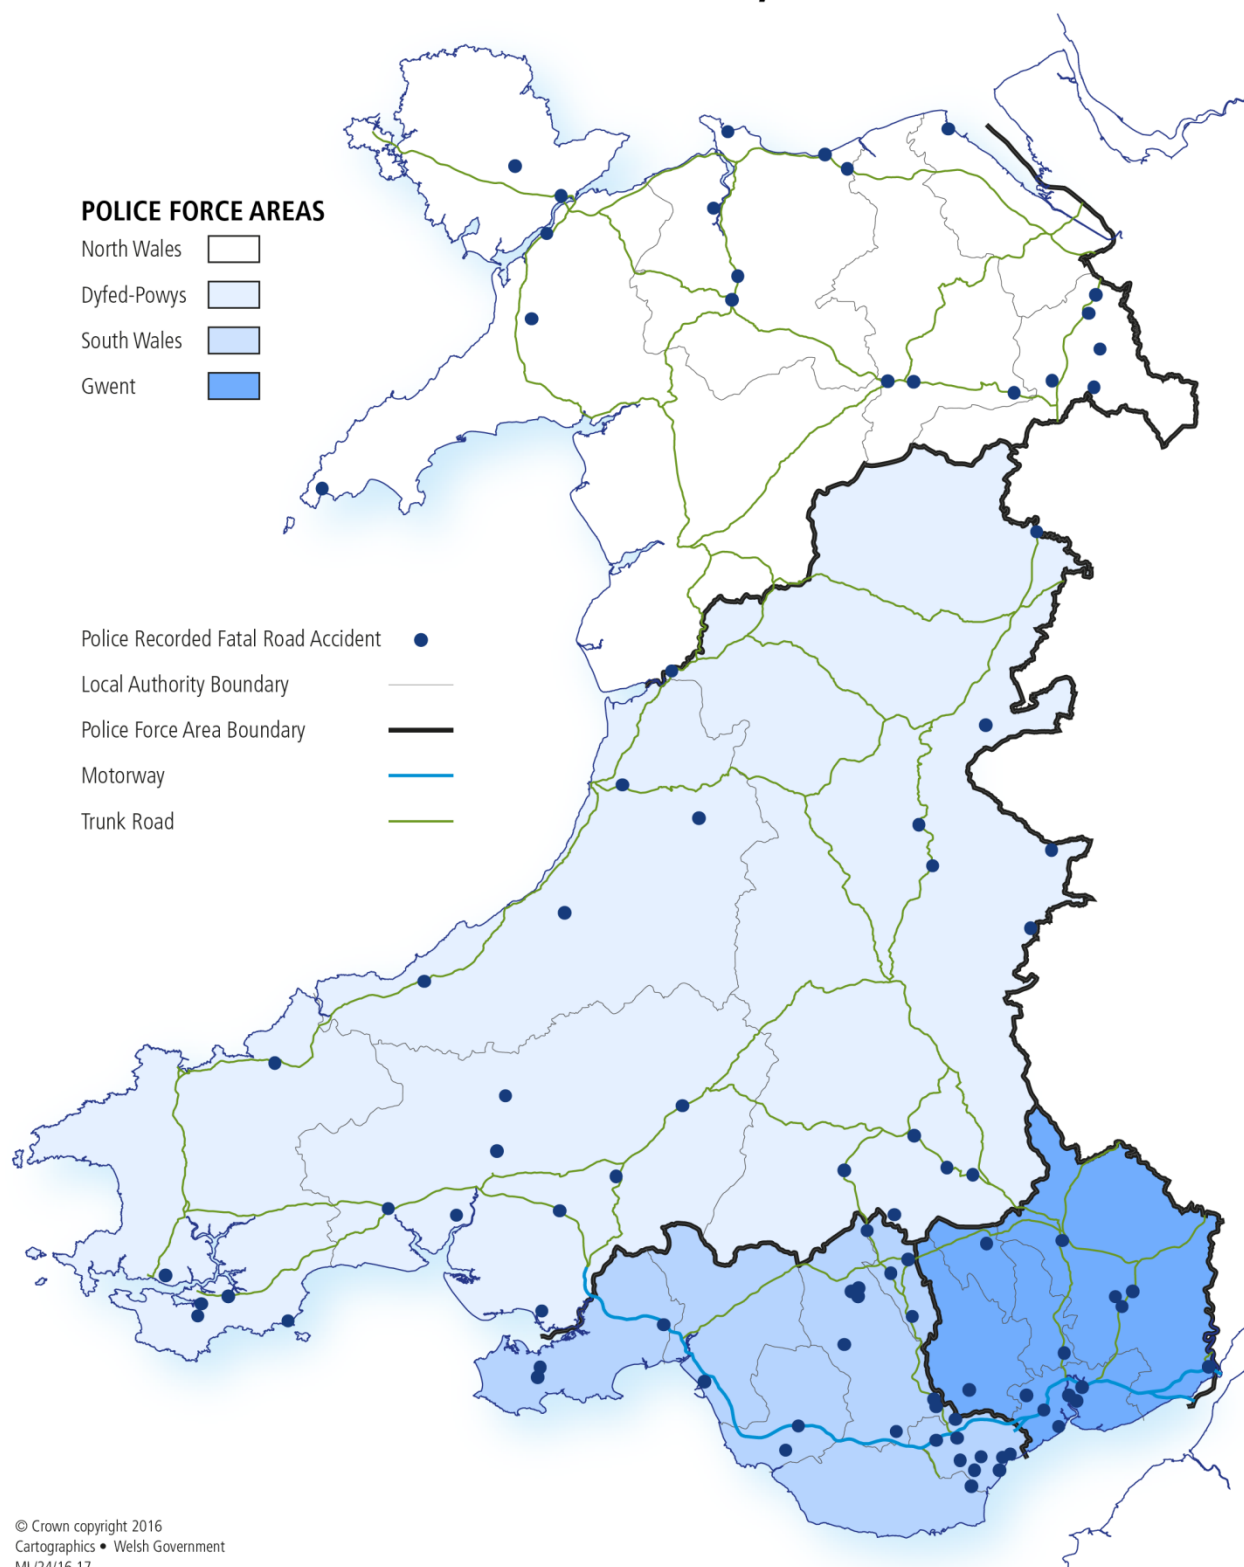 POLICE FORCE AREAS
North Wales
Dyfed-Powys
South Wales
Gwent
Police Recorded Fatal Road Accident
Local Authority Boundary
Police Force Area Boundary
Motorway
Trunk Road
© Crown copyright 2016
Cartographics • Welsh Government